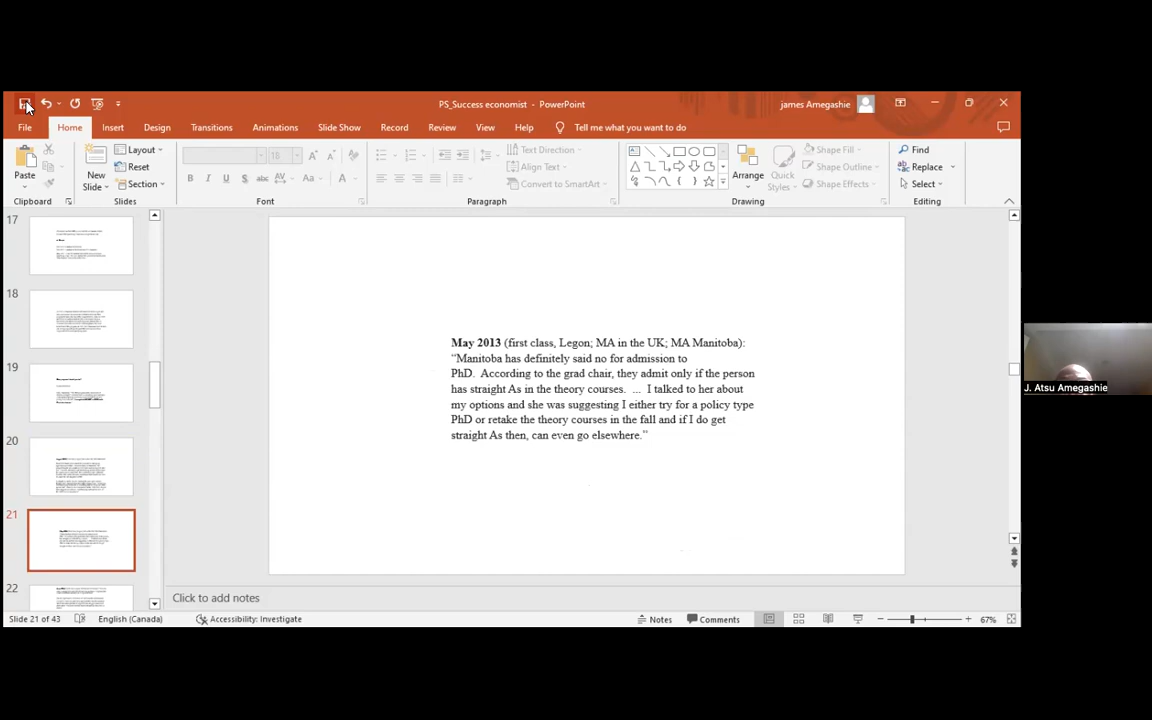 PS_Success economist - PowerPoint
james Amegashie
File
Home
Insert
Design
Transitions
Animations
Slide Show
Record
Review
View
Help
Tell me what you want to do
Paste
Clipboard
New
Slide
Layout
Reset
Section
Slides
Font
Text Direction
Align Text
Convert to SmartArt
Paragraph
Arrange
Quick
Styles
Shape Fill
Shape Outline
Shape Effects
Drawing
Find
Replace
Select
Editing
17
18
19
20
21
22
May 2013 (first class, Legon; MA in the UK; MA Manitoba):
“Manitoba has definitely said no for admission to
PhD. According to the grad chair, they admit only if the person
has straight As in the theory courses. ... I talked to her about
my options and she was suggesting I either try for a policy type
PhD or retake the theory courses in the fall and if I do get
straight As then, can even go elsewhere.”
J. Atsu Amegashie
Click to add notes
Slide 21 of 43
English (Canada)
Accessibility: Investigate
Notes
Comments
67%